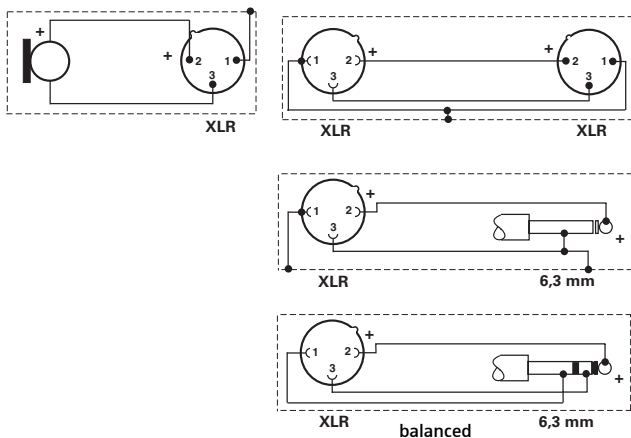 + + 2 1 3
XLR
1 2 + 3 + 2 1 3
XLR XLR
1 2 + 3 +
XLR 6,3 mm
1 2 + 3 +
XLR 6,3 mm
balanced